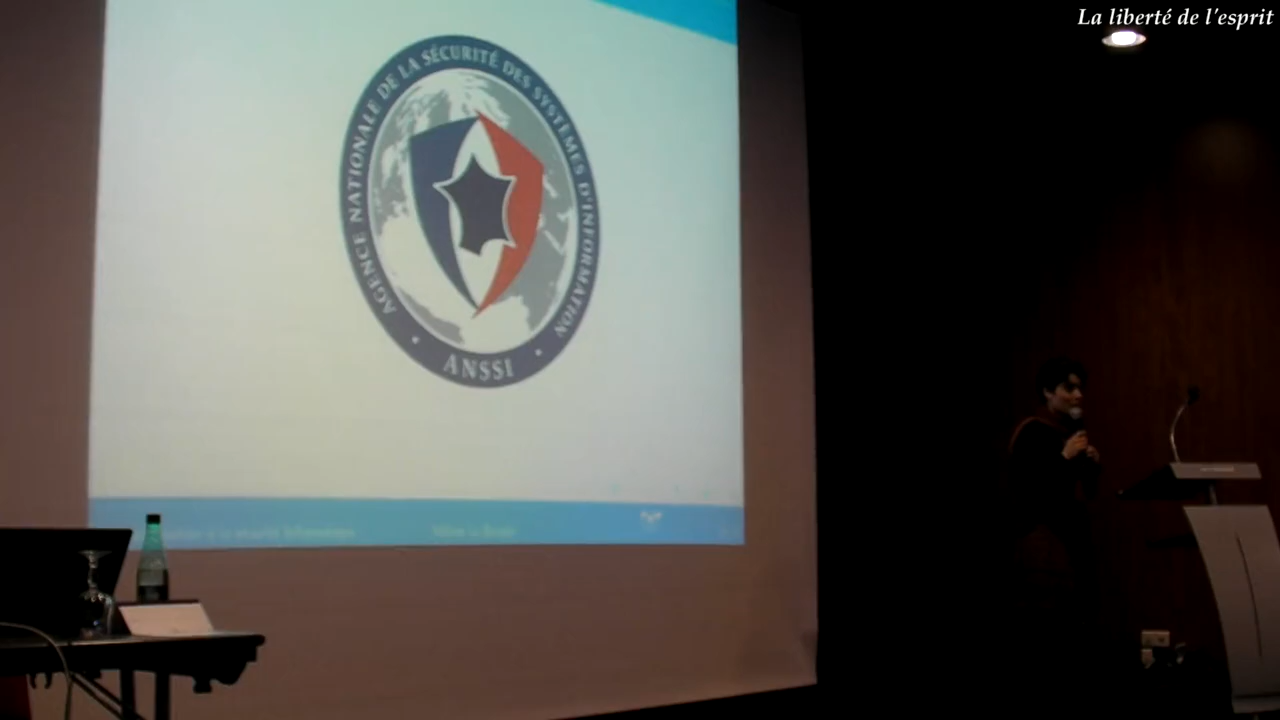 La liberté de l'esprit
AGENCE NATIONALE DE LA SÉCURITÉ DES SYSTÈMES D'INFORMATION
ANSSI